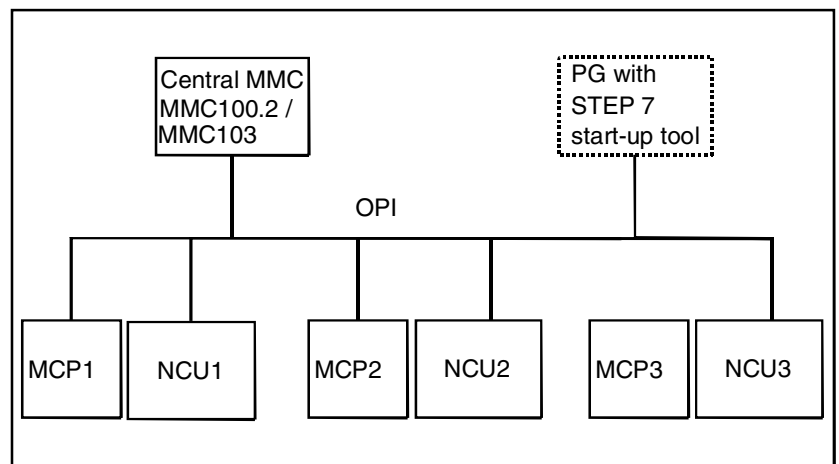 Central MMC
MMC100.2 /
MMC103
PG with
STEP 7
start-up tool
OPI
MCP1
NCU1
MCP2
NCU2
MCP3
NCU3